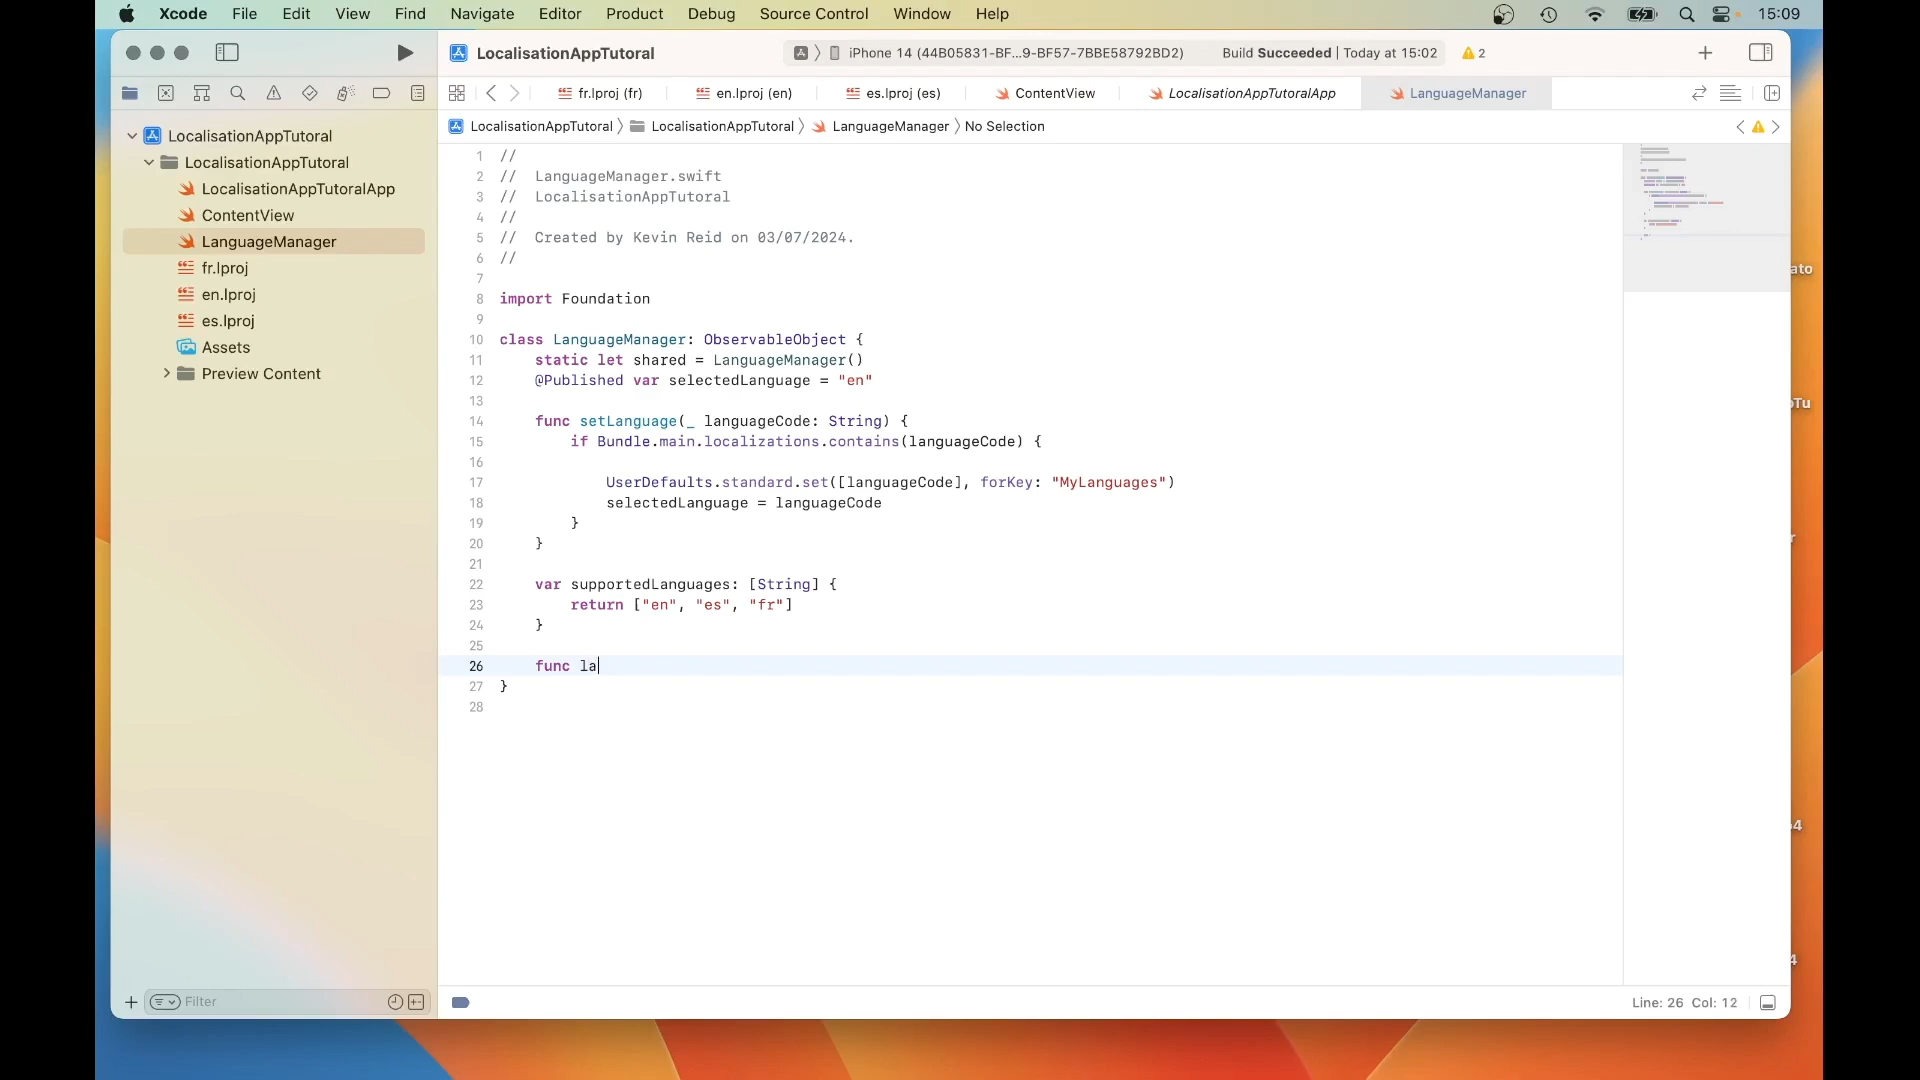 Xcode File Edit View Find Navigate Editor Product Debug Source Control Window Help 15:09
LocalisationAppTutoral iPhone 14 (44B05831-BF...9-BF57-7BBE58792BD2) Build Succeeded | Today at 15:02 2
fr.lproj (fr) en.lproj (en) es.lproj (es) ContentView LocalisationAppTutoralApp LanguageManager
LocalisationAppTutoral LocalisationAppTutoral LanguageManager No Selection
LocalisationAppTutoral
LocalisationAppTutoral
LocalisationAppTutoralApp
ContentView
LanguageManager
fr.lproj
en.lproj
es.lproj
Assets
Preview Content
Filter
1 //
2 // LanguageManager.swift
3 // LocalisationAppTutoral
4 //
5 // Created by Kevin Reid on 03/07/2024.
6 //
7
8 import Foundation
9
10 class LanguageManager: ObservableObject {
11 static let shared = LanguageManager()
12 @Published var selectedLanguage = "en"
13
14 func setLanguage(_ languageCode: String) {
15 if Bundle.main.localizations.contains(languageCode) {
16
17 UserDefaults.standard.set([languageCode], forKey: "MyLanguages")
18 selectedLanguage = languageCode
19 }
20 }
21
22 var supportedLanguages: [String] {
23 return ["en", "es", "fr"]
24 }
25
26 func la
27 }
28
Line: 26 Col: 12
ato